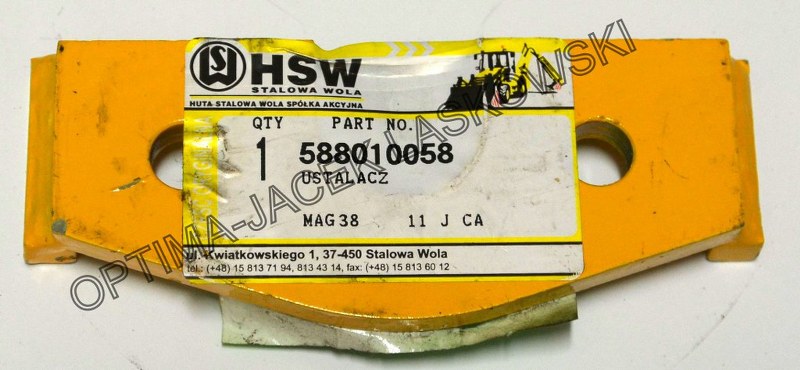 HSW
STALOWA WOLA
HUTA STALOWA WOLA SPÓŁKA AKCYJNA
QTY PART NO.
1 588010058
USTALACZ
MAG38 11 J CA
ul. Kwiatkowskiego 1, 37-450 Stalowa Wola
tel.: (+48) 15 813 71 94, 813 43 14, fax: (+48) 15 813 60 12
OPTIMA-JACEK LASKOWSKI